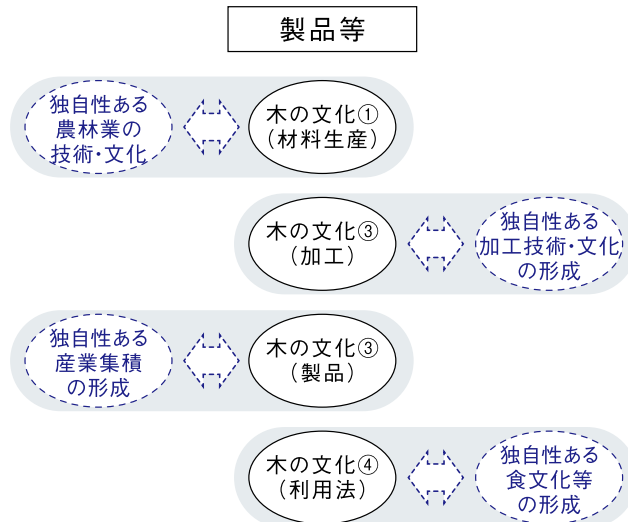 製品等
独自性ある
農林業の
技術・文化
木の文化①
(材料生産)
木の文化③
(加工)
独自性ある
加工技術・文化
の形成
独自性ある
産業集積
の形成
木の文化③
(製品)
木の文化④
(利用法)
独自性ある
食文化等
の形成